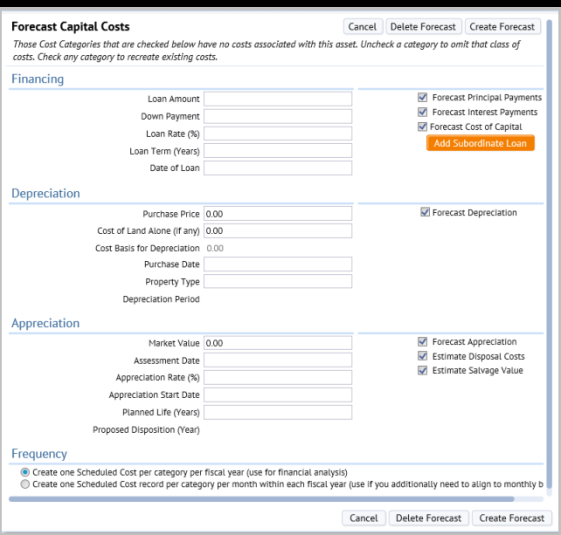 Forecast Capital Costs
Cancel
Delete Forecast
Create Forecast
Those Cost Categories that are checked below have no costs associated with this asset. Uncheck a category to omit that class of
costs. Check any category to recreate existing costs.
Financing
Loan Amount
Forecast Principal Payments
Down Payment
Forecast Interest Payments
Loan Rate (%)
Forecast Cost of Capital
Loan Term (Years)
Add Subordinate Loan
Date of Loan
Depreciation
Purchase Price 0.00
Forecast Depreciation
Cost of Land Alone (if any) 0.00
Cost Basis for Depreciation 0.00
Purchase Date
Property Type
Depreciation Period
Appreciation
Market Value 0.00
Forecast Appreciation
Assessment Date
Estimate Disposal Costs
Appreciation Rate (%)
Estimate Salvage Value
Appreciation Start Date
Planned Life (Years)
Proposed Disposition (Year)
Frequency
Create one Scheduled Cost per category per fiscal year (use for financial analysis)
Create one Scheduled Cost record per category per month within each fiscal year (use if you additionally need to align to monthly b
Cancel
Delete Forecast
Create Forecast